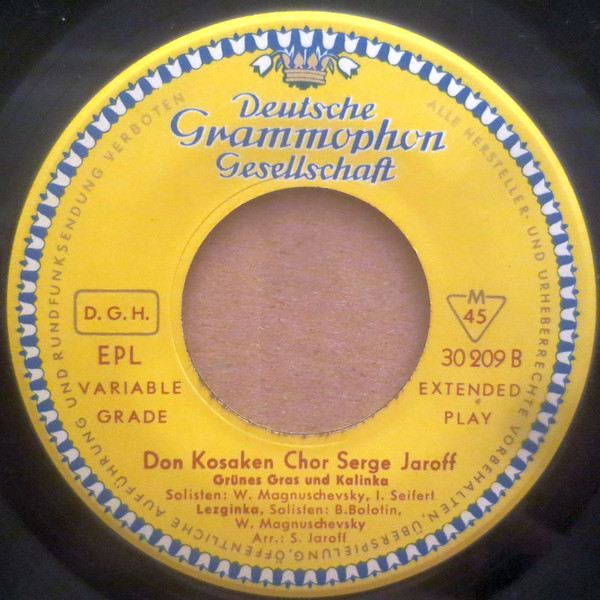 Deutsche
Grammophon
Gesellschaft
ALLE HERSTELLER- UND URHEBERRECHTE VORBEHALTEN, ÜBERSPIELUNG, ÖFFENTLICHE AUFFÜHRUNG UND RUNDFUNKSENDUNG VERBOTEN
D. G. H.
M
45
EPL
30 209 B
VARIABLE
GRADE
EXTENDED
PLAY
Don Kosaken Chor Serge Jaroff
Grünes Gras und Kalinka
Solisten: W. Magnuschevsky, I. Seifert
Lezginka, Solisten: B.Bolotin,
W. Magnuschevsky
Arr.: S. Jaroff